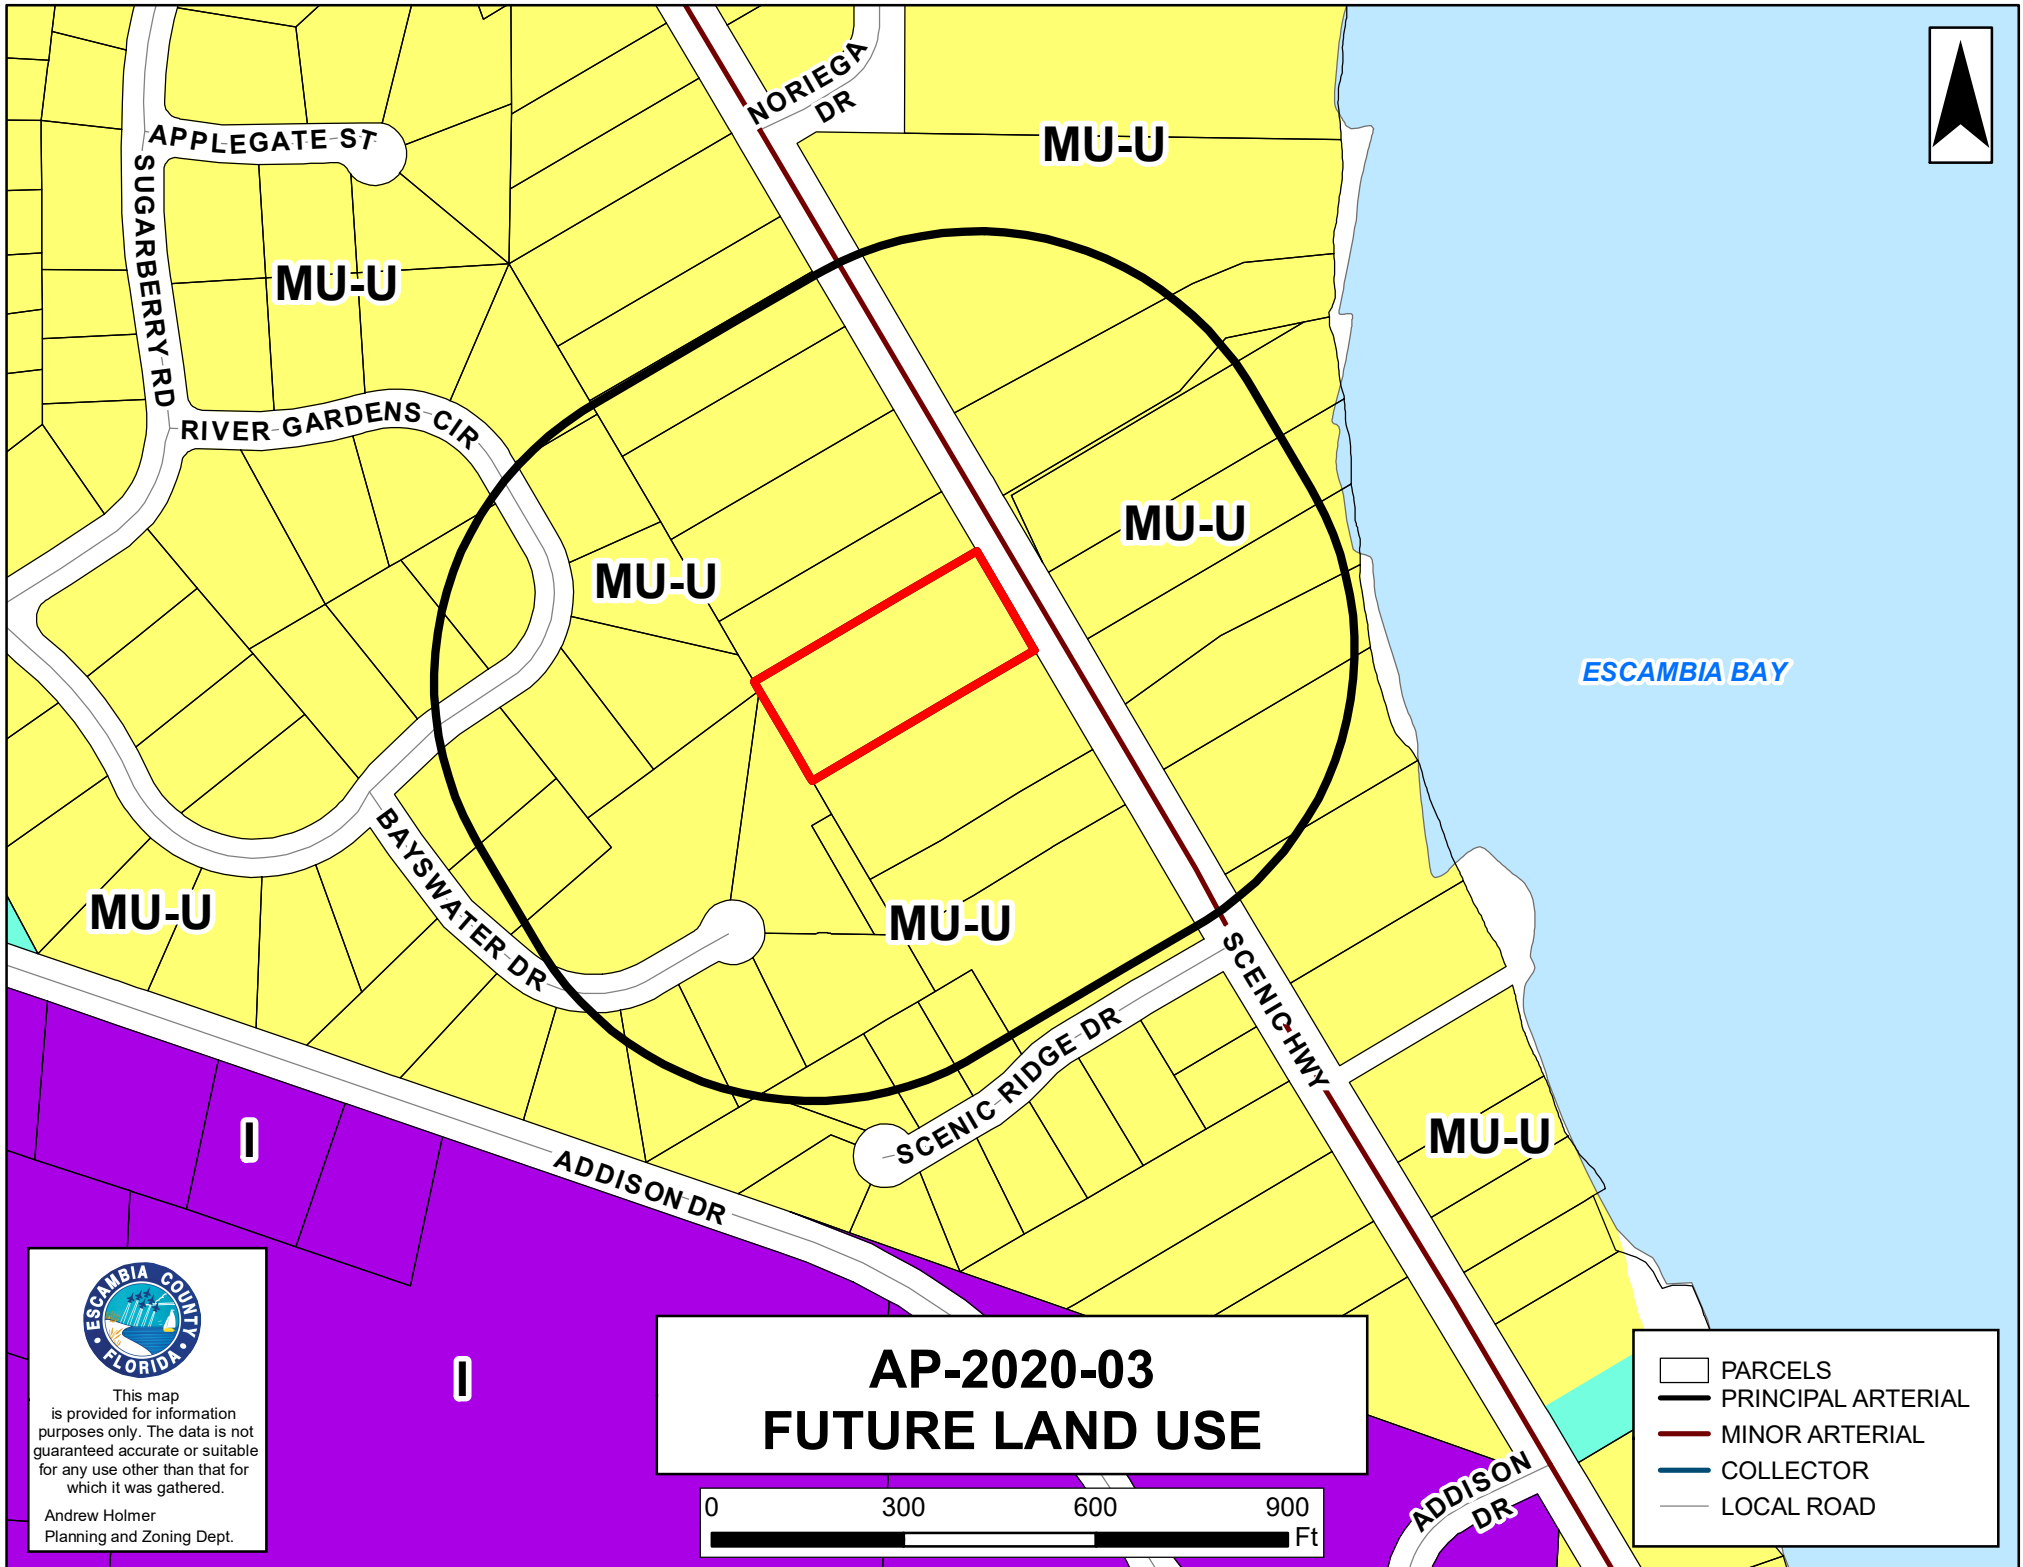 NORIEGA
DR
APPLEGATE ST
MU-U
SUGARBERRY RD
MU-U
RIVER GARDENS CIR
MU-U
MU-U
ESCAMBIA BAY
BAYSWATER DR
MU-U
MU-U
SCENIC HWY
SCENIC RIDGE DR
MU-U
I
ADDISON DR
I
ESCAMBIA COUNTY
FLORIDA
This map
is provided for information
purposes only. The data is not
guaranteed accurate or suitable
for any use other than that for
which it was gathered.
Andrew Holmer
Planning and Zoning Dept.
AP-2020-03
FUTURE LAND USE
0 300 600 900
Ft
ADDISON
DR
PARCELS
PRINCIPAL ARTERIAL
MINOR ARTERIAL
COLLECTOR
LOCAL ROAD